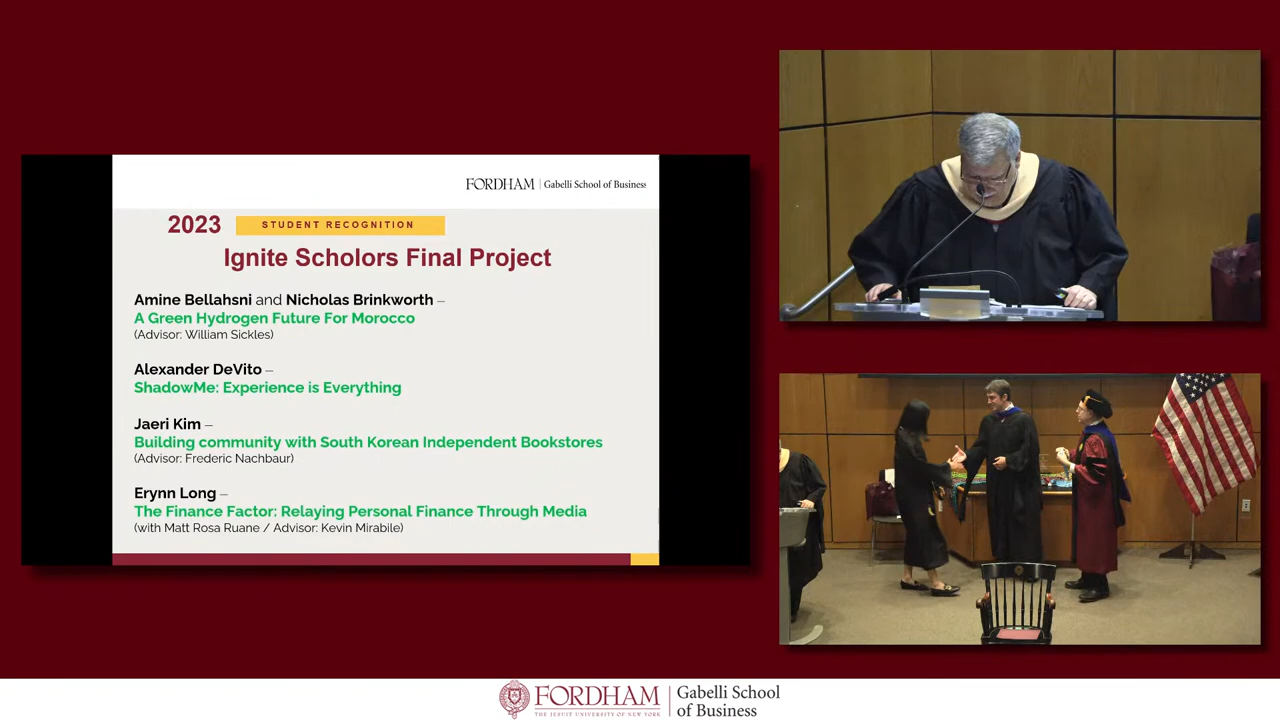 FORDHAM | Gabelli School of Business
2023
STUDENT RECOGNITION
Ignite Scholors Final Project
Amine Bellahsni and Nicholas Brinkworth –
A Green Hydrogen Future For Morocco
(Advisor: William Sickles)
Alexander DeVito –
ShadowMe: Experience is Everything
Jaeri Kim –
Building community with South Korean Independent Bookstores
(Advisor: Frederic Nachbaur)
Erynn Long –
The Finance Factor: Relaying Personal Finance Through Media
(with Matt Rosa Ruane / Advisor: Kevin Mirabile)
FORDHAM
THE JESUIT UNIVERSITY OF NEW YORK
Gabelli School
of Business